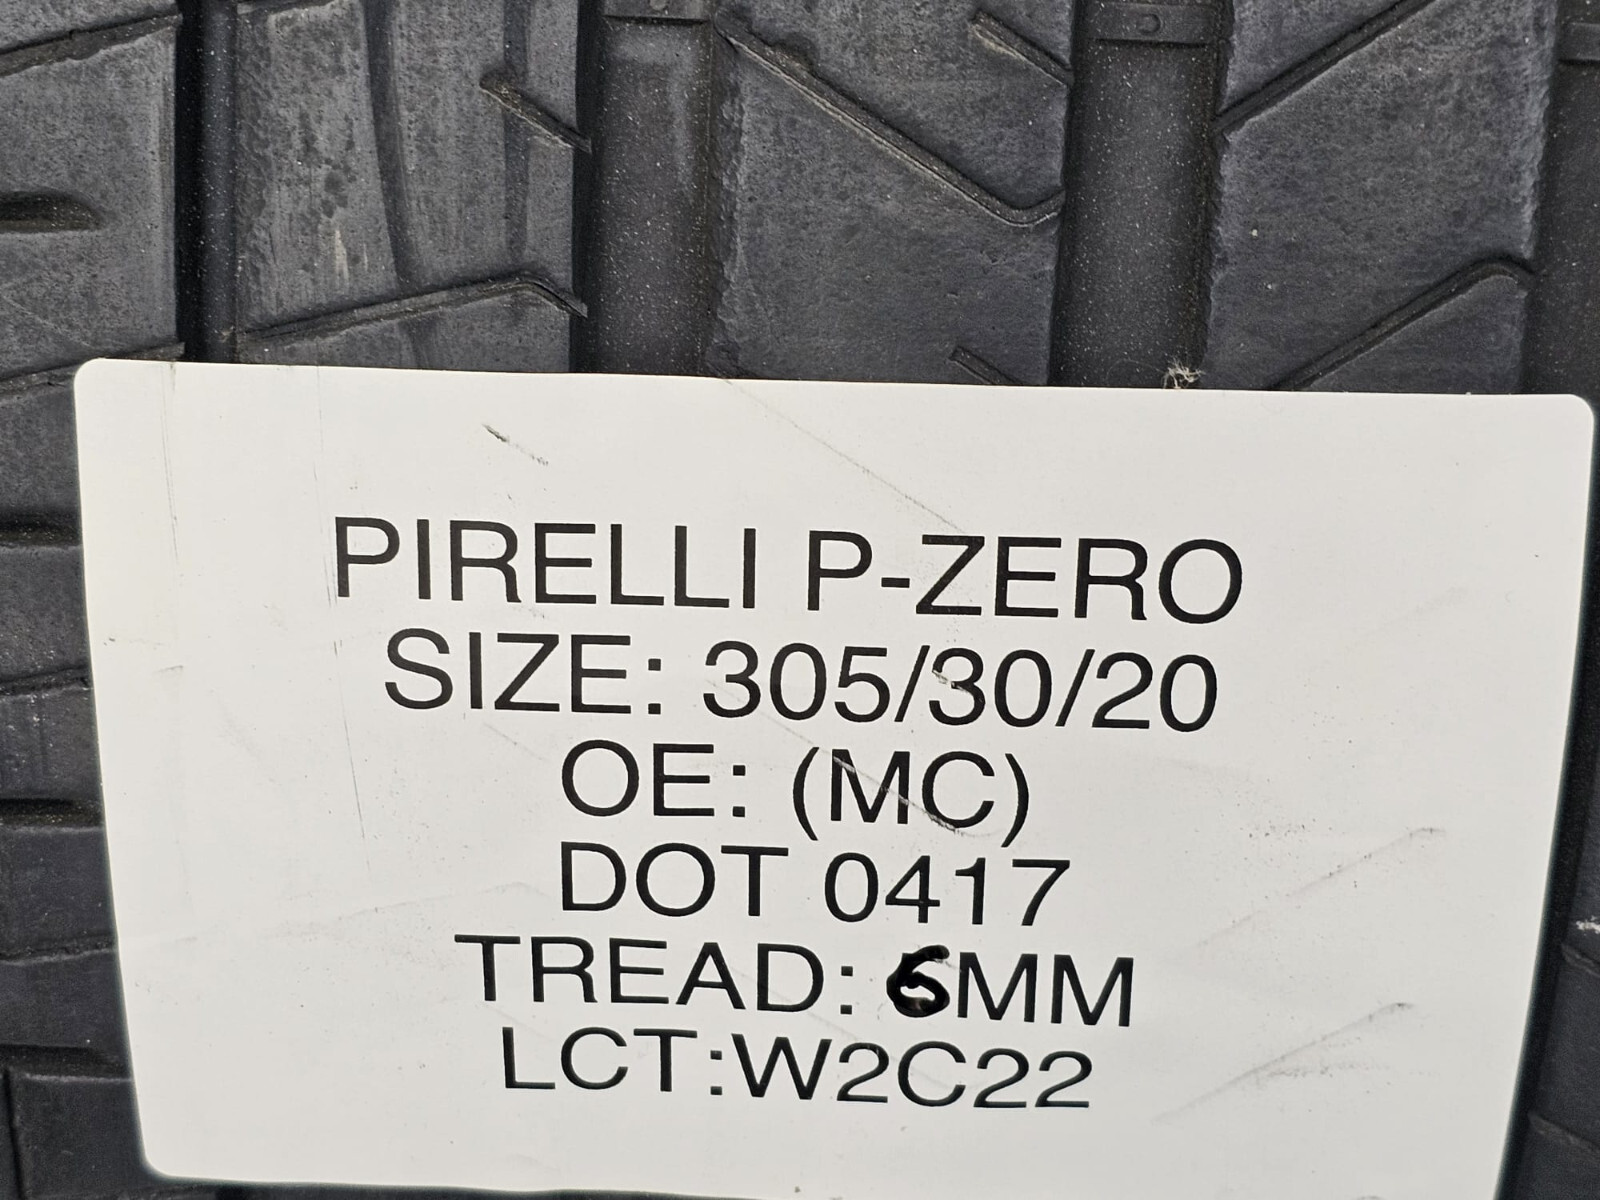 PIRELLI P-ZERO
SIZE: 305/30/20
OE: (MC)
DOT 0417
TREAD: 6MM
LCT:W2C22